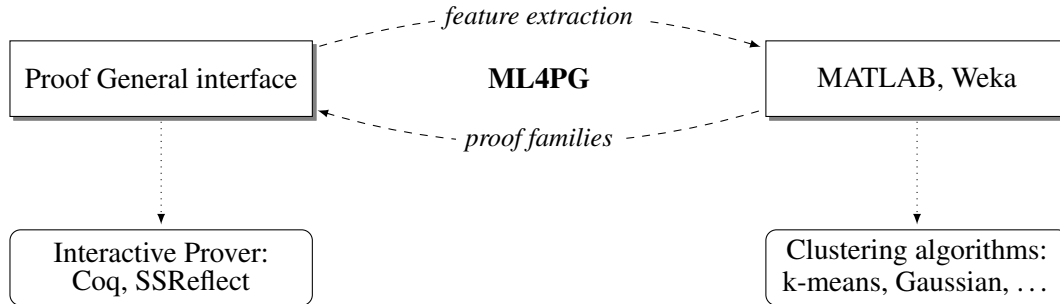 feature extraction
Proof General interface
ML4PG
MATLAB, Weka
proof families
Interactive Prover:
Coq, SSReflect
Clustering algorithms:
k-means, Gaussian, . . .